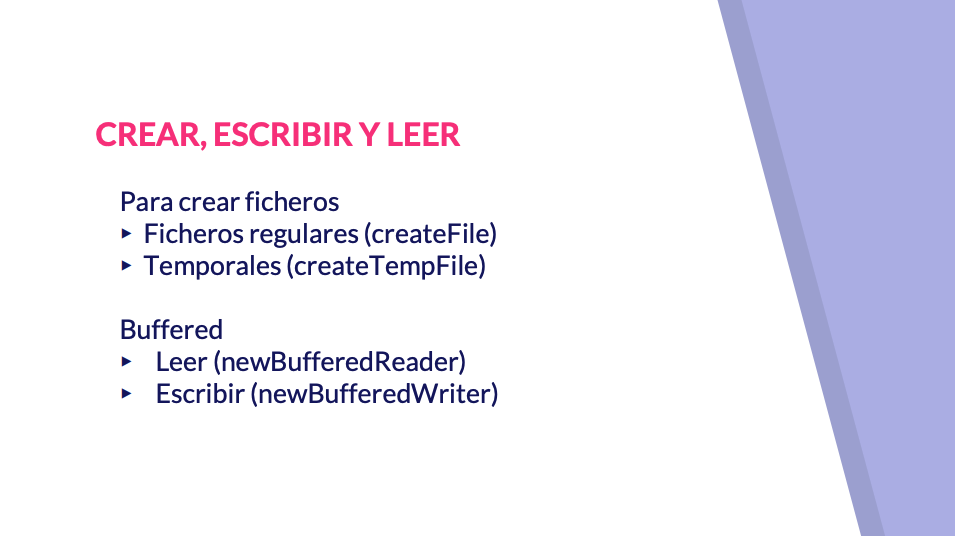 CREAR, ESCRIBIR Y LEER
Para crear ficheros
▸ Ficheros regulares (createFile)
▸ Temporales (createTempFile)
Buffered
▸ Leer (newBufferedReader)
▸ Escribir (newBufferedWriter)